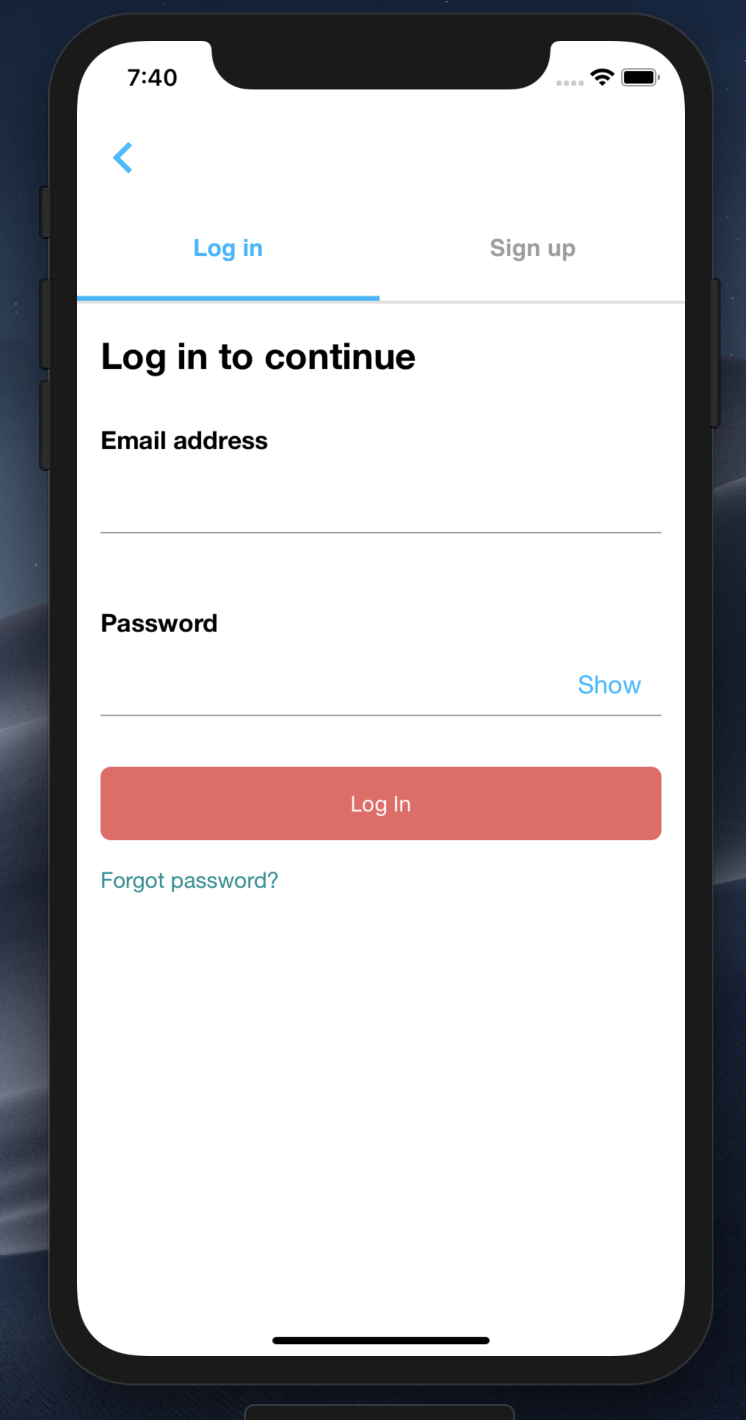 7:40
Log in
Sign up
Log in to continue
Email address
Password
Show
Log In
Forgot password?